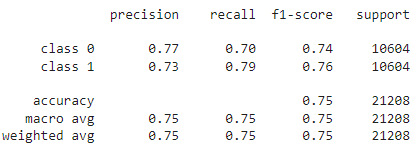 precision recall f1-score support
class 0 0.77 0.70 0.74 10604
class 1 0.73 0.79 0.76 10604
accuracy 0.75 21208
macro avg 0.75 0.75 0.75 21208
weighted avg 0.75 0.75 0.75 21208